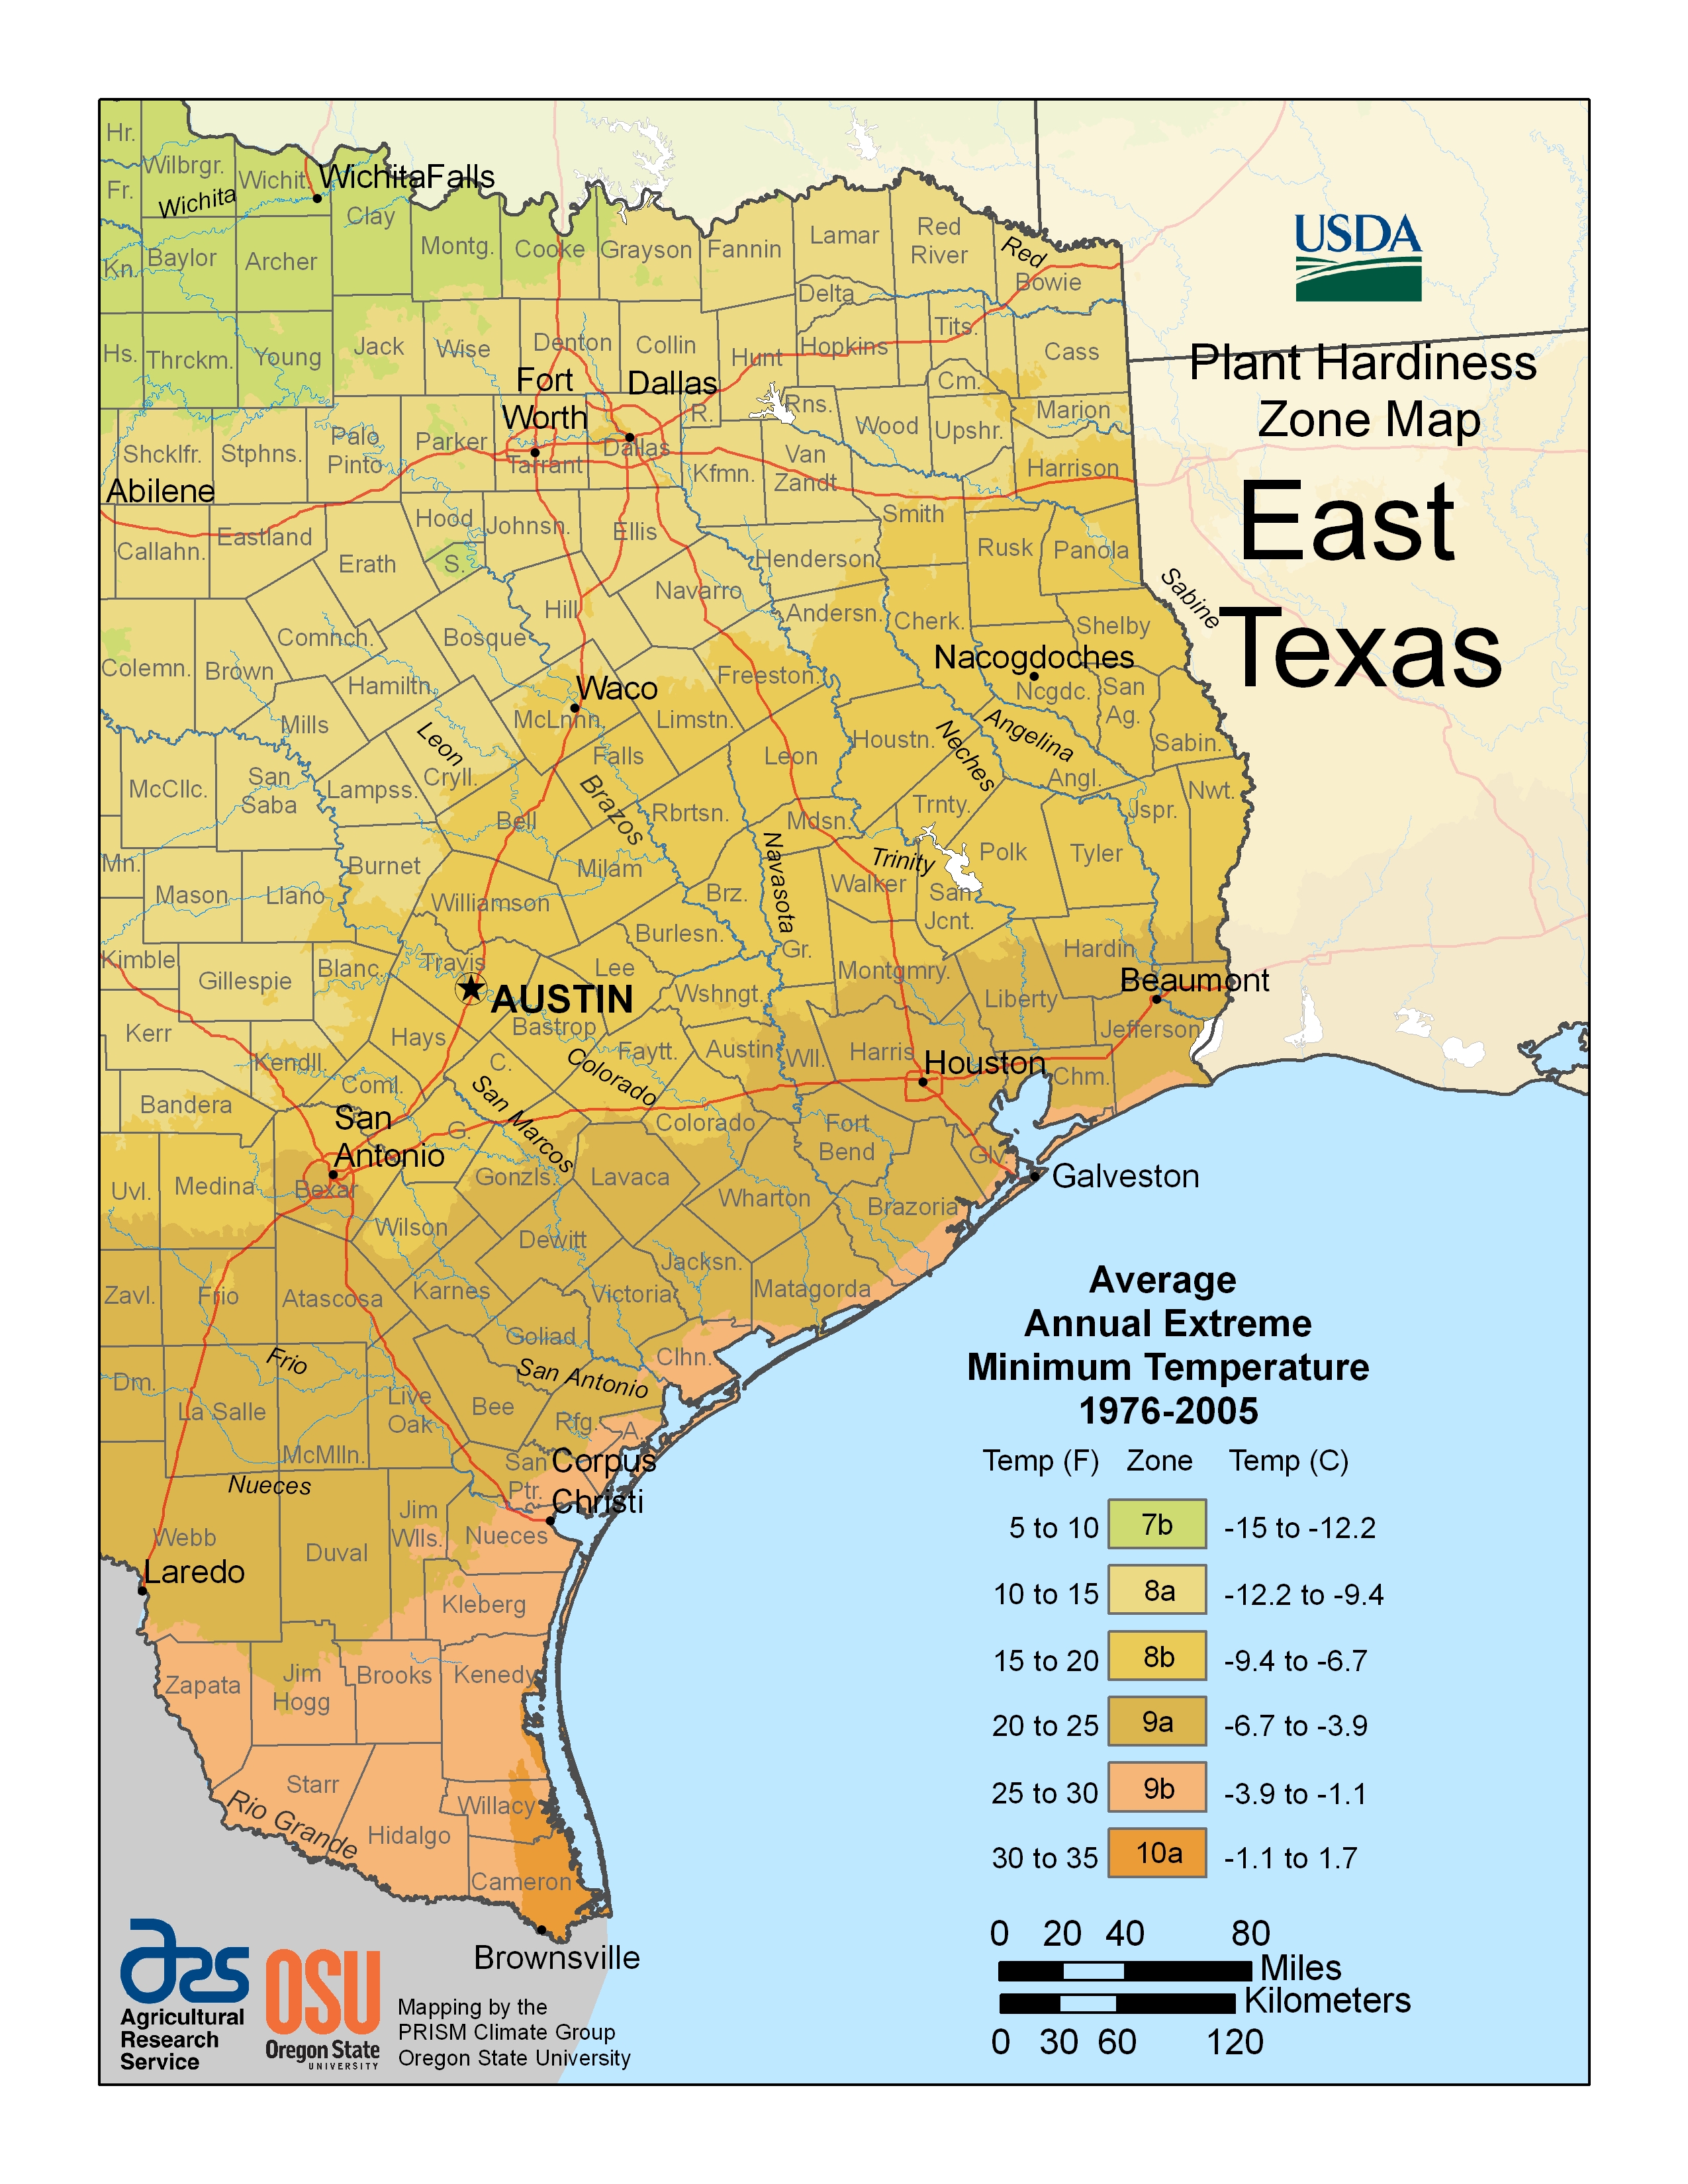 Hr.
Wilbrgr.
Fr.
Wichit.
Wichita Falls
Wichita
Clay
Kn.
Baylor
Archer
Montg.
Cooke
Grayson
Fannin
Lamar
Red
River
Red
Bowie
Delta
Hs.
Thrckm.
Young
Jack
Wise
Denton
Collin
Hunt
Hopkins
Tits.
Cass
Fort
Worth
Dallas
R.
Rns.
Cm.
Marion
Shcklfr.
Stphns.
Palo
Pinto
Parker
Tarrant
Dallas
Kfmn.
Van
Zandt
Wood
Upshr.
Harrison
Abilene
Callahn.
Eastland
Erath
Hood
S.
Johnsn.
Ellis
Henderson
Smith
Rusk
Panola
Sabine
Colemn.
Brown
Comnch.
Hamiltn.
Bosque
Hill
Navarro
Andersn.
Cherk.
Shelby
Nacogdoches
Ncgdc.
San
Ag.
Sabin.
Mills
Leon
Cryll.
Waco
McLnnn.
Limstn.
Freeston.
Falls
Leon
Houstn.
Neches
Angelina
Angl.
McCllc.
San
Saba
Lampss.
Bell
Brazos
Rbrtsn.
Mdsn.
Trnty.
Jspr.
Nwt.
Mn.
Mason
Llano
Burnet
Williamson
Milam
Brz.
Navasota
Trinity
Walker
San
Jcnt.
Polk
Tyler
Kimble
Gillespie
Blanc.
Travis
AUSTIN
Lee
Burlesn.
Gr.
Wshngt.
Montgmry.
Liberty
Hardin
Beaumont
Jefferson
Kerr
Kendll.
Hays
Coml.
C.
Bastrop
Colorado
Faytt.
Austin
Wll.
Harris
Houston
Chm.
Bandera
San
Antonio
San Marcos
G.
Colorado
Fort
Bend
Glv.
Galveston
Uvl.
Medina
Bexar
Gonzls.
Lavaca
Wharton
Brazoria
Wilson
Dewitt
Jacksn.
Matagorda
Zavl.
Frio
Atascosa
Karnes
Victoria
Goliad
Frio
San Antonio
Clhn.
Dm.
La Salle
Live
Oak
Bee
Rfg.
A.
McMlln.
San
Ptr.
Corpus
Christi
Nueces
Webb
Laredo
Duval
Jim
Wlls.
Nueces
Kleberg
Zapata
Jim
Hogg
Brooks
Kenedy
Starr
Rio Grande
Hidalgo
Willacy
Cameron
Brownsville
USDA
Plant Hardiness
Zone Map
East
Texas
Average
Annual Extreme
Minimum Temperature
1976-2005
Temp (F) Zone Temp (C)
5 to 10 7b -15 to -12.2
10 to 15 8a -12.2 to -9.4
15 to 20 8b -9.4 to -6.7
20 to 25 9a -6.7 to -3.9
25 to 30 9b -3.9 to -1.1
30 to 35 10a -1.1 to 1.7
0 20 40 80
Miles
Kilometers
0 30 60 120
ars
Agricultural
Research
Service
OSU
Oregon State
UNIVERSITY
Mapping by the
PRISM Climate Group
Oregon State University